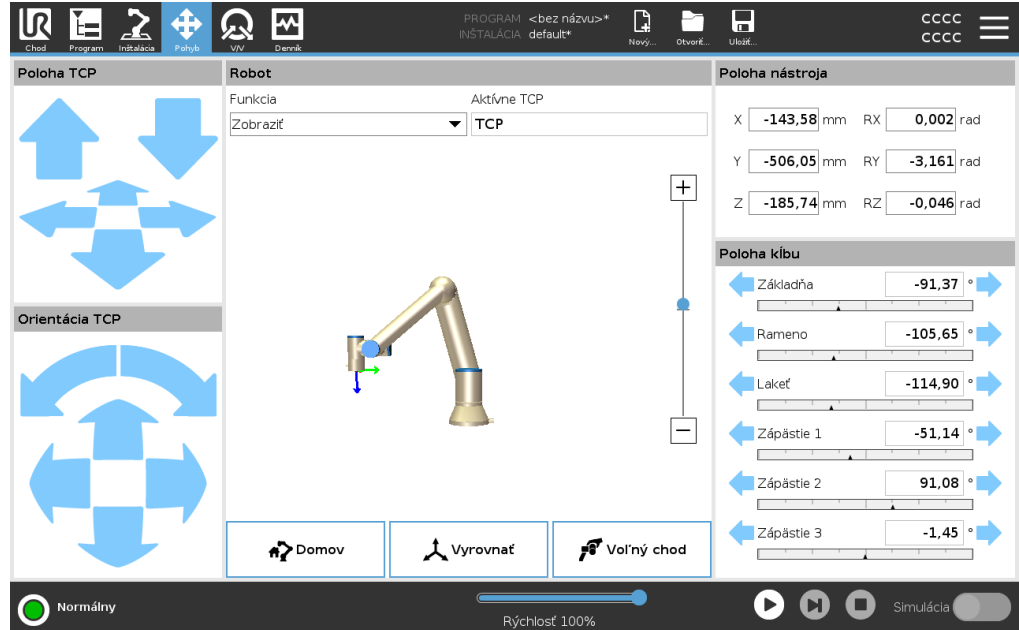 UR
Chod
Program
Inštalácia
Pohyb
V/V
Denník
PROGRAM <bez názvu>*
INŠTALÁCIA default*
Nový...
Otvoriť...
Uložiť...
CCCC
CCCC
Poloha TCP
Orientácia TCP
Robot
Funkcia
Aktívne TCP
Zobraziť
TCP
Domov
Vyrovnať
Voľný chod
Poloha nástroja
X -143,58 mm RX 0,002 rad
Y -506,05 mm RY -3,161 rad
Z -185,74 mm RZ -0,046 rad
Poloha kĺbu
Základňa -91,37 °
Rameno -105,65 °
Lakeť -114,90 °
Zápästie 1 -51,14 °
Zápästie 2 91,08 °
Zápästie 3 -1,45 °
Normálny
Rýchlosť 100%
Simulácia